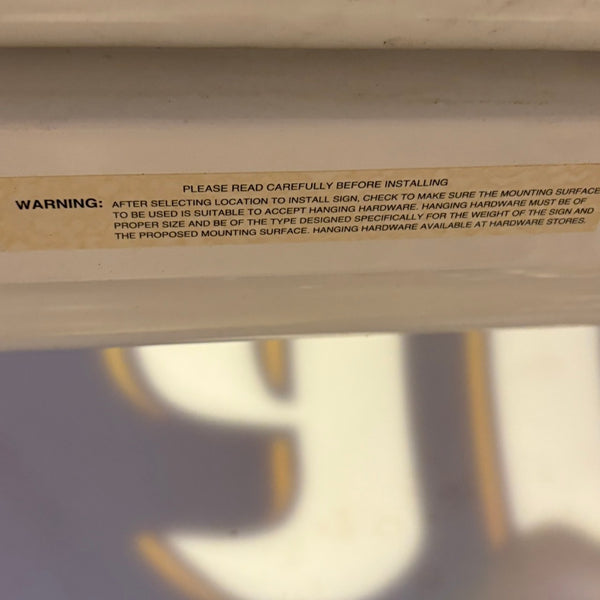 PLEASE READ CAREFULLY BEFORE INSTALLING
WARNING: AFTER SELECTING LOCATION TO INSTALL SIGN, CHECK TO MAKE SURE THE MOUNTING SURFACE
TO BE USED IS SUITABLE TO ACCEPT HANGING HARDWARE. HANGING HARDWARE MUST BE OF
PROPER SIZE AND BE OF THE TYPE DESIGNED SPECIFICALLY FOR THE WEIGHT OF THE SIGN AND
THE PROPOSED MOUNTING SURFACE. HANGING HARDWARE AVAILABLE AT HARDWARE STORES.